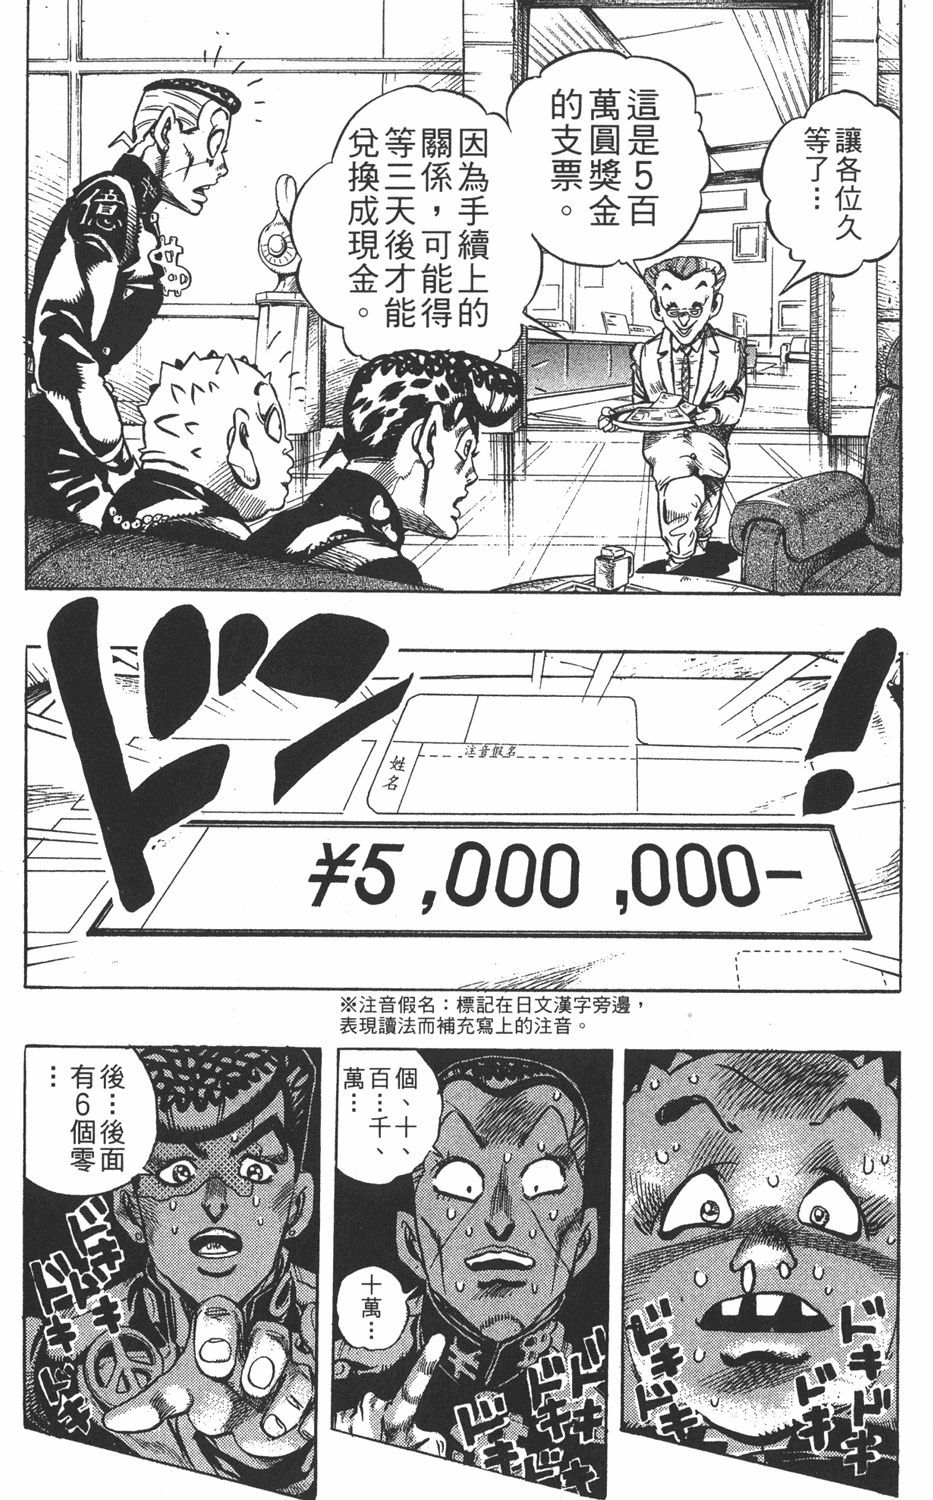 讓各位久
等了…
這是5百
萬圓獎金
的支票。
因為手續上的
關係，可能得
等三天後才能
兌換成現金。
億
ドン！
姓名
注音假名
¥5,000,000-
※注音假名：標記在日文漢字旁邊，
表現讀法而補充寫上的注音。
ドキ
ドキ
ドキ
ドキ
個、十、
百…千、
萬…
十萬…
ドキ
ドキ
ドキ
ドキ
後…後面
有6個零
…
ドキ
ドキ
ドキ
ドキ
ドキ